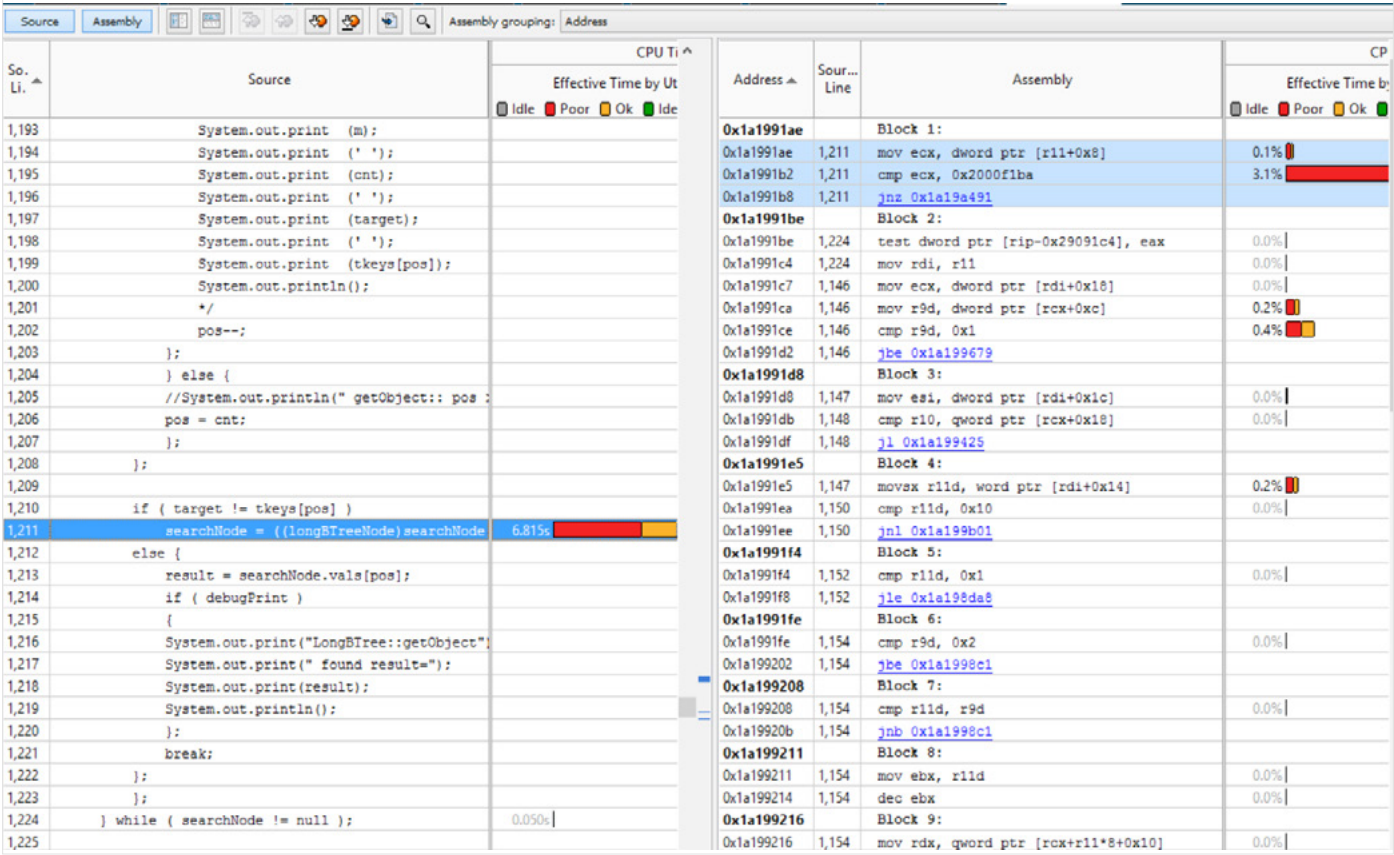 Source Assembly Assembly grouping: Address
So. Li. Source CPU Ti
Effective Time by Ut
Idle Poor Ok Ide
1,193 System.out.print (m);
1,194 System.out.print (' ');
1,195 System.out.print (cnt);
1,196 System.out.print (' ');
1,197 System.out.print (target);
1,198 System.out.print (' ');
1,199 System.out.print (tkeys[pos]);
1,200 System.out.println();
1,201 */
1,202 pos--;
1,203 };
1,204 } else {
1,205 //System.out.println(" getObject:: pos :
1,206 pos = cnt;
1,207 };
1,208 };
1,209
1,210 if ( target != tkeys[pos] )
1,211 searchNode = ((longBTreeNode)searchNode 6.815s
1,212 else {
1,213 result = searchNode.vals[pos];
1,214 if ( debugPrint )
1,215 {
1,216 System.out.print("LongBTree::getObject")
1,217 System.out.print(" found result=");
1,218 System.out.print(result);
1,219 System.out.println();
1,220 };
1,221 break;
1,222 };
1,223 };
1,224 } while ( searchNode != null ); 0.050s
1,225
Address Sour... Line Assembly CP
Effective Time by
Idle Poor Ok
0x1a1991ae Block 1:
0x1a1991ae 1,211 mov ecx, dword ptr [r11+0x8] 0.1%
0x1a1991b2 1,211 cmp ecx, 0x2000f1ba 3.1%
0x1a1991b8 1,211 jnz 0x1a19a491
0x1a1991be Block 2:
0x1a1991be 1,224 test dword ptr [rip-0x29091c4], eax 0.0%
0x1a1991c4 1,224 mov rdi, r11 0.0%
0x1a1991c7 1,146 mov ecx, dword ptr [rdi+0x18] 0.0%
0x1a1991ca 1,146 mov r9d, dword ptr [rcx+0xc] 0.2%
0x1a1991ce 1,146 cmp r9d, 0x1 0.4%
0x1a1991d2 1,146 jbe 0x1a199679
0x1a1991d8 Block 3:
0x1a1991d8 1,147 mov esi, dword ptr [rdi+0x1c] 0.0%
0x1a1991db 1,148 cmp r10, qword ptr [rcx+0x18] 0.0%
0x1a1991df 1,148 jl 0x1a199425
0x1a1991e5 Block 4:
0x1a1991e5 1,147 movsx r11d, word ptr [rdi+0x14] 0.2%
0x1a1991ea 1,150 cmp r11d, 0x10 0.0%
0x1a1991ee 1,150 jnl 0x1a199b01
0x1a1991f4 Block 5:
0x1a1991f4 1,152 cmp r11d, 0x1 0.0%
0x1a1991f8 1,152 jle 0x1a198da8
0x1a1991fe Block 6:
0x1a1991fe 1,154 cmp r9d, 0x2 0.0%
0x1a199202 1,154 jbe 0x1a1998c1
0x1a199208 Block 7:
0x1a199208 1,154 cmp r11d, r9d 0.0%
0x1a19920b 1,154 jnb 0x1a1998c1
0x1a199211 Block 8:
0x1a199211 1,154 mov ebx, r11d 0.0%
0x1a199214 1,154 dec ebx 0.0%
0x1a199216 Block 9:
0x1a199216 1,154 mov rdx, qword ptr [rcx+r11*8+0x10] 0.0%